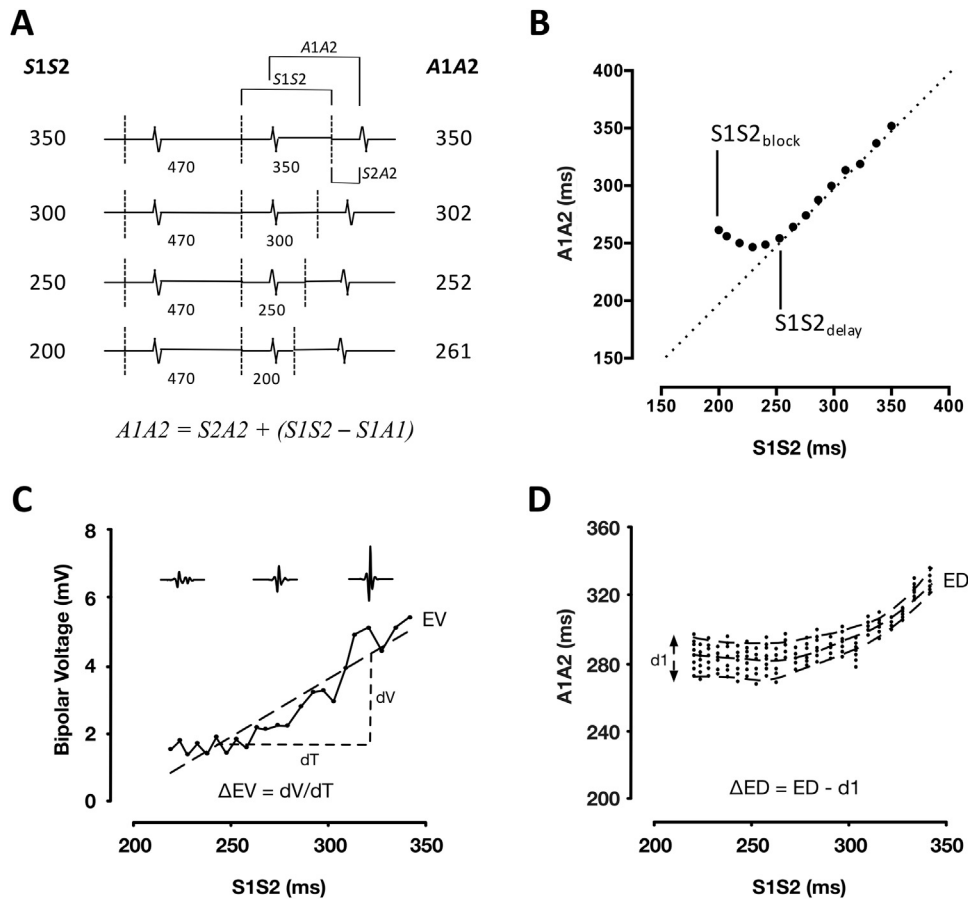 A
S1S2
A1A2
A1A2
S1S2
350
470
350
S2A2
350
300
470
300
302
250
470
250
252
200
470
200
261
A1A2 = S2A2 + (S1S2 – S1A1)
B
400
350
300
250
200
150
A1A2 (ms)
S1S2block
S1S2delay
150 200 250 300 350 400
S1S2 (ms)
C
8
6
4
2
0
Bipolar Voltage (mV)
EV
dV
dT
ΔEV = dV/dT
200 250 300 350
S1S2 (ms)
D
360
320
280
240
200
A1A2 (ms)
ED
d1
ΔED = ED - d1
200 250 300 350
S1S2 (ms)